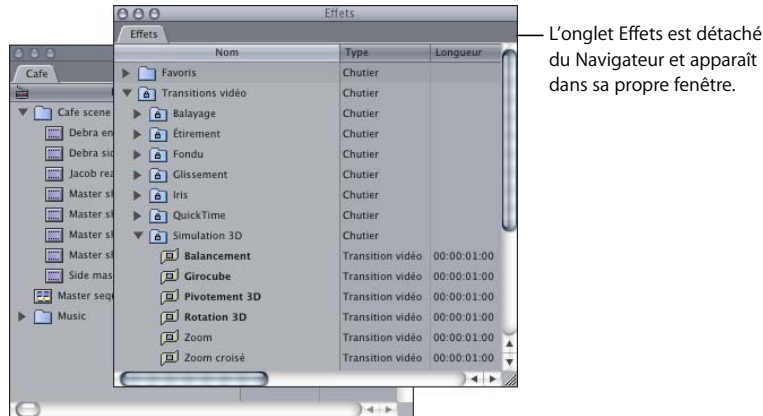 Effets
Effets
Nom Type Longueur
Favoris Chutier
Transitions vidéo Chutier
Balayage Chutier
Étirement Chutier
Fondu Chutier
Glissement Chutier
Iris Chutier
QuickTime Chutier
Simulation 3D Chutier
Balancement Transition vidéo 00:00:01:00
Girocube Transition vidéo 00:00:01:00
Pivotement 3D Transition vidéo 00:00:01:00
Rotation 3D Transition vidéo 00:00:01:00
Zoom Transition vidéo 00:00:01:00
Zoom croisé Transition vidéo 00:00:01:00
L'onglet Effets est détaché
du Navigateur et apparaît
dans sa propre fenêtre.
Cafe
Cafe scene
Debra en
Debra sid
Jacob rea
Master sh
Master sh
Master sh
Master sh
Side mas
Master sequ
Music